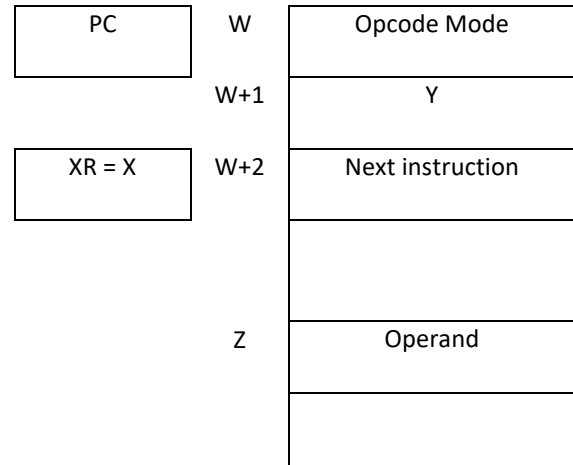 PC W Opcode Mode
W+1 Y
XR = X W+2 Next instruction
Z Operand